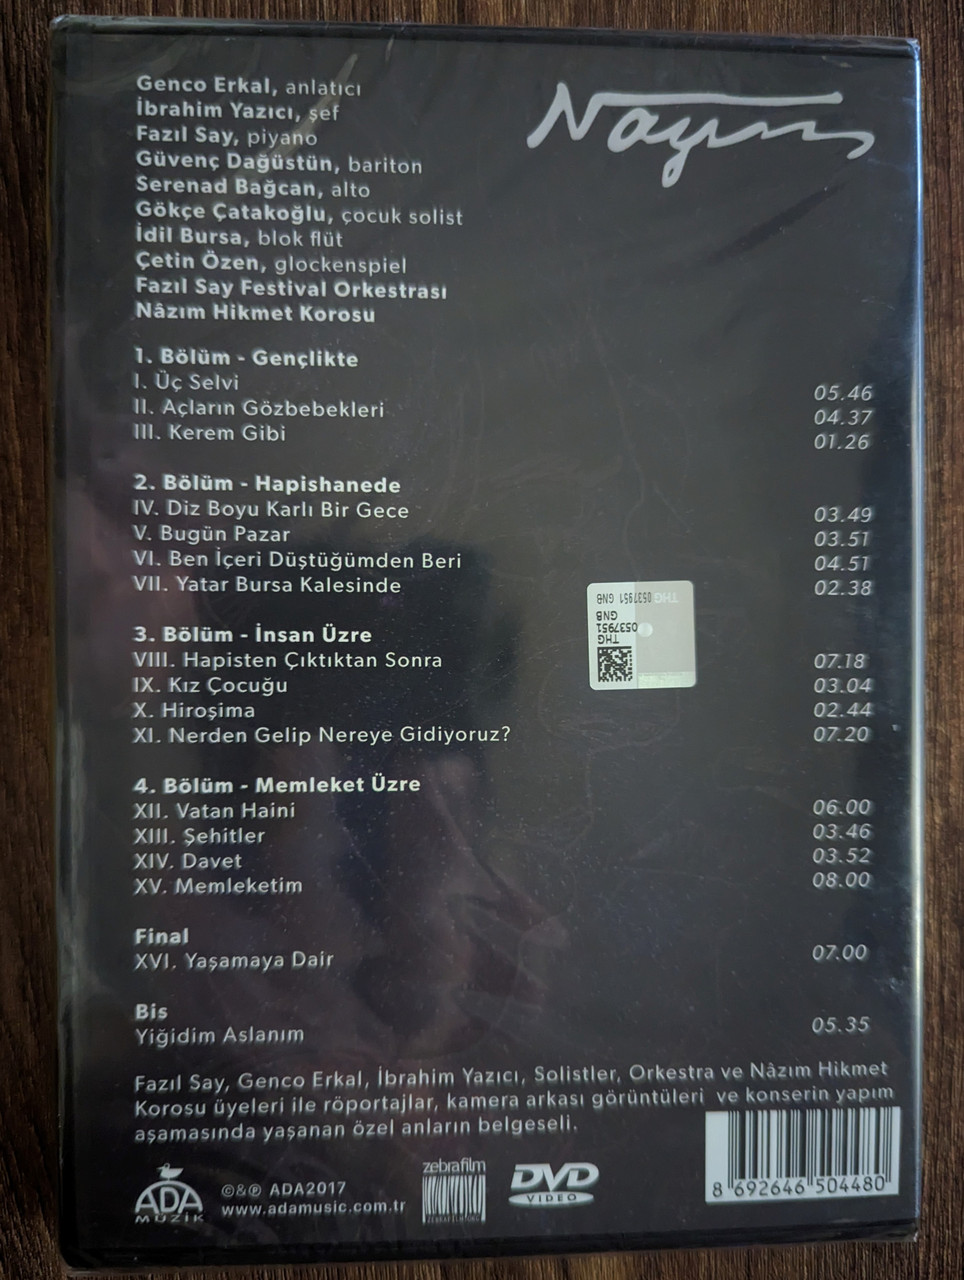 Nazım
Genco Erkal, anlatıcı
İbrahim Yazıcı, şef
Fazıl Say, piyano
Güvenç Dağüstün, bariton
Serenad Bağcan, alto
Gökçe Çatakoğlu, çocuk solist
İdil Bursa, blok flüt
Çetin Özen, glockenspiel
Fazıl Say Festival Orkestrası
Nâzım Hikmet Korosu
1. Bölüm - Gençlikte
I. Üç Selvi 05.46
II. Açların Gözbebekleri 04.37
III. Kerem Gibi 01.26
2. Bölüm - Hapishanede
IV. Diz Boyu Karlı Bir Gece 03.49
V. Bugün Pazar 03.51
VI. Ben İçeri Düştüğümden Beri 04.51
VII. Yatar Bursa Kalesinde 02.38
THG 0537951 GNB
THG
0537951
GNB
3. Bölüm - İnsan Üzre
VIII. Hapisten Çıktıktan Sonra 07.18
IX. Kız Çocuğu 03.04
X. Hiroşima 02.44
XI. Nerden Gelip Nereye Gidiyoruz? 07.20
4. Bölüm - Memleket Üzre
XII. Vatan Haini 06.00
XIII. Şehitler 03.46
XIV. Davet 03.52
XV. Memleketim 08.00
Final
XVI. Yaşamaya Dair 07.00
Bis
Yiğidim Aslanım 05.35
Fazıl Say, Genco Erkal, İbrahim Yazıcı, Solistler, Orkestra ve Nâzım Hikmet
Korosu üyeleri ile röportajlar, kamera arkası görüntüleri ve konserin yapım
aşamasında yaşanan özel anların belgeseli.
ADA
MÜZİK
©&℗ ADA2017
www.adamusic.com.tr
zebrafilm
ZEBRAFILM.ORG
DVD
VIDEO
8 692646 504480